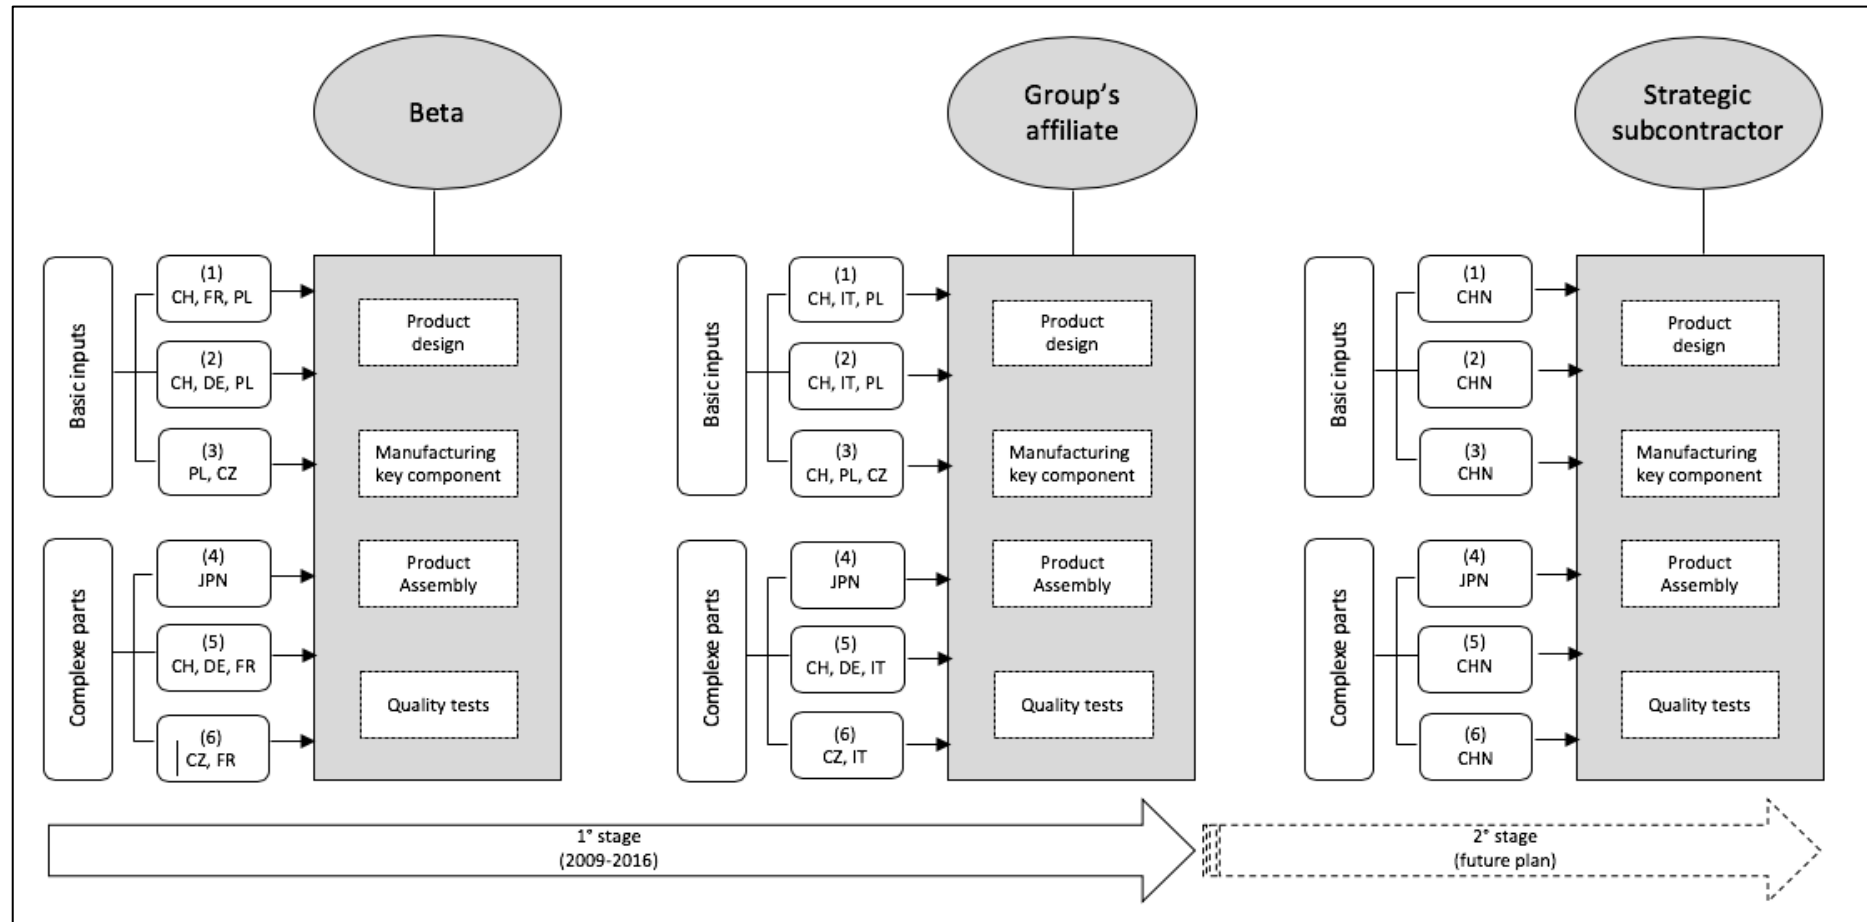 Beta
Group's
affiliate
Strategic
subcontractor
Basic inputs
(1)
CH, FR, PL
(2)
CH, DE, PL
(3)
PL, CZ
Complexe parts
(4)
JPN
(5)
CH, DE, FR
(6)
CZ, FR
Product
design
Manufacturing
key component
Product
Assembly
Quality tests
Basic inputs
(1)
CH, IT, PL
(2)
CH, IT, PL
(3)
CH, PL, CZ
Complexe parts
(4)
JPN
(5)
CH, DE, IT
(6)
CZ, IT
Product
design
Manufacturing
key component
Product
Assembly
Quality tests
Basic inputs
(1)
CHN
(2)
CHN
(3)
CHN
Complexe parts
(4)
JPN
(5)
CHN
(6)
CHN
Product
design
Manufacturing
key component
Product
Assembly
Quality tests
1° stage
(2009-2016)
2° stage
(future plan)